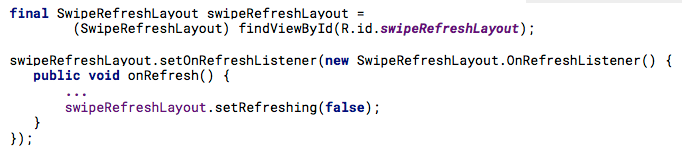 final SwipeRefreshLayout swipeRefreshLayout =
        (SwipeRefreshLayout) findViewById(R.id.swipeRefreshLayout);

swipeRefreshLayout.setOnRefreshListener(new SwipeRefreshLayout.OnRefreshListener() {
   public void onRefresh() {
       ...
       swipeRefreshLayout.setRefreshing(false);
   }
});